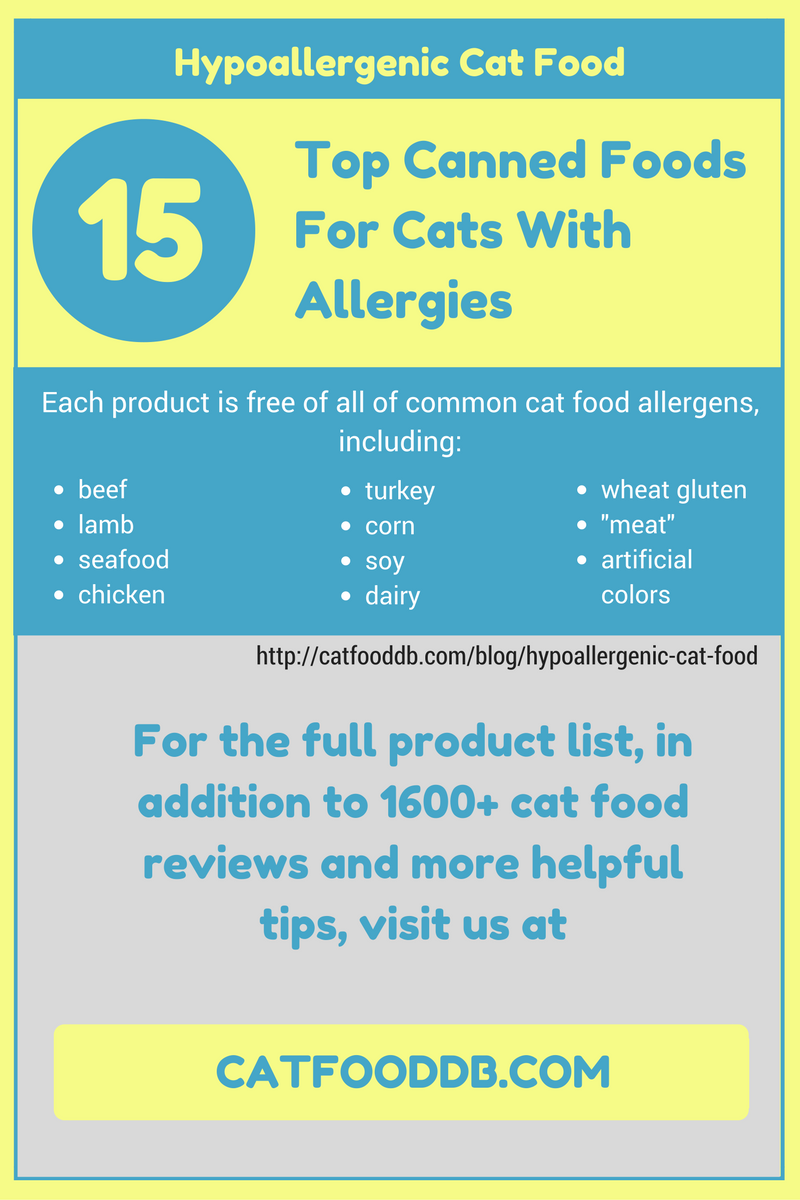 Hypoallergenic Cat Food
15
Top Canned Foods
For Cats With
Allergies
Each product is free of all of common cat food allergens,
including:
• beef
• lamb
• seafood
• chicken
• turkey
• corn
• soy
• dairy
• wheat gluten
• "meat"
• artificial
colors
http://catfooddb.com/blog/hypoallergenic-cat-food
For the full product list, in
addition to 1600+ cat food
reviews and more helpful
tips, visit us at
CATFOODDB.COM